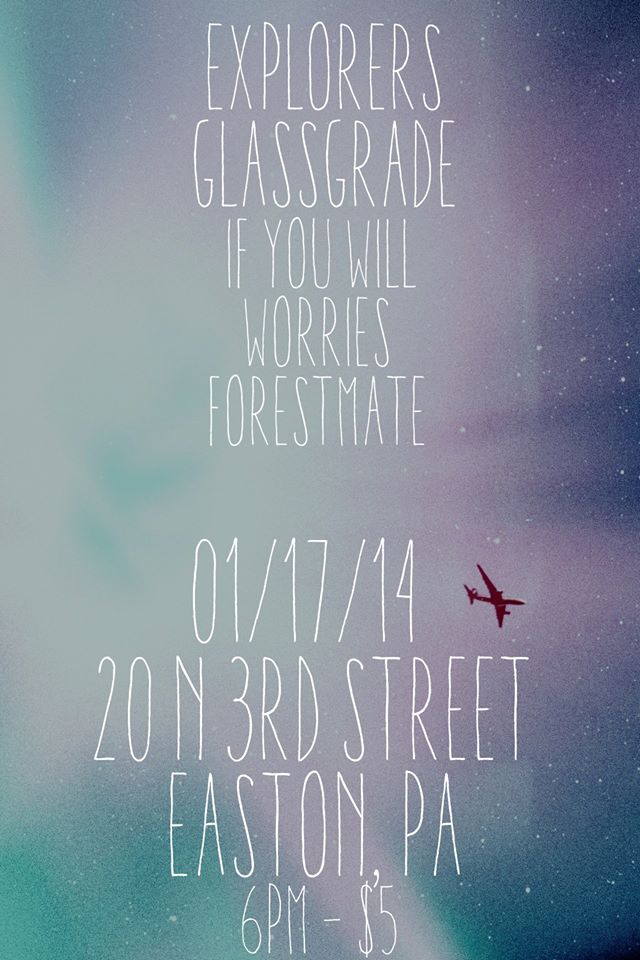 EXPLORERS
GLASSGRADE
IF YOU WILL
WORRIES
FORESTMATE
01/17/14
20 N 3RD STREET
EASTON, PA
6PM - $5